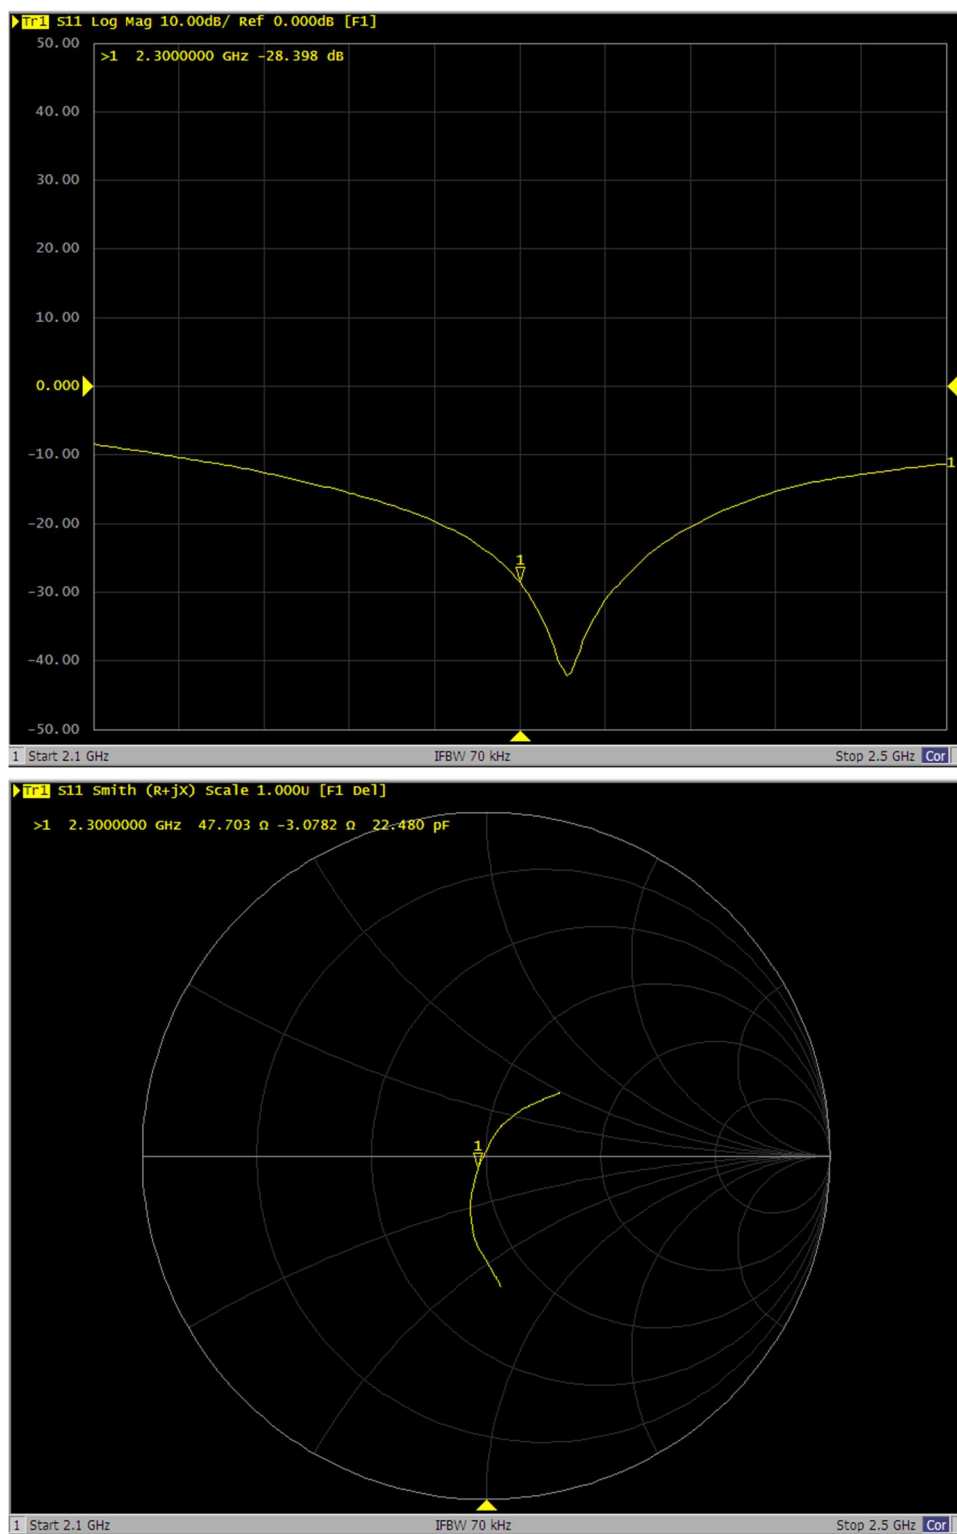 Tr1 S11 Log Mag 10.00dB/ Ref 0.000dB [F1]
50.00
>1 2.3000000 GHz -28.398 dB
40.00
30.00
20.00
10.00
0.000
-10.00
1
-20.00
1
-30.00
-40.00
-50.00
1 Start 2.1 GHz IFBW 70 kHz Stop 2.5 GHz Cor
Tr1 S11 Smith (R+jX) Scale 1.000U [F1 Del]
>1 2.3000000 GHz 47.703 Ω -3.0782 Ω 22.480 pF
1
1 Start 2.1 GHz IFBW 70 kHz Stop 2.5 GHz Cor